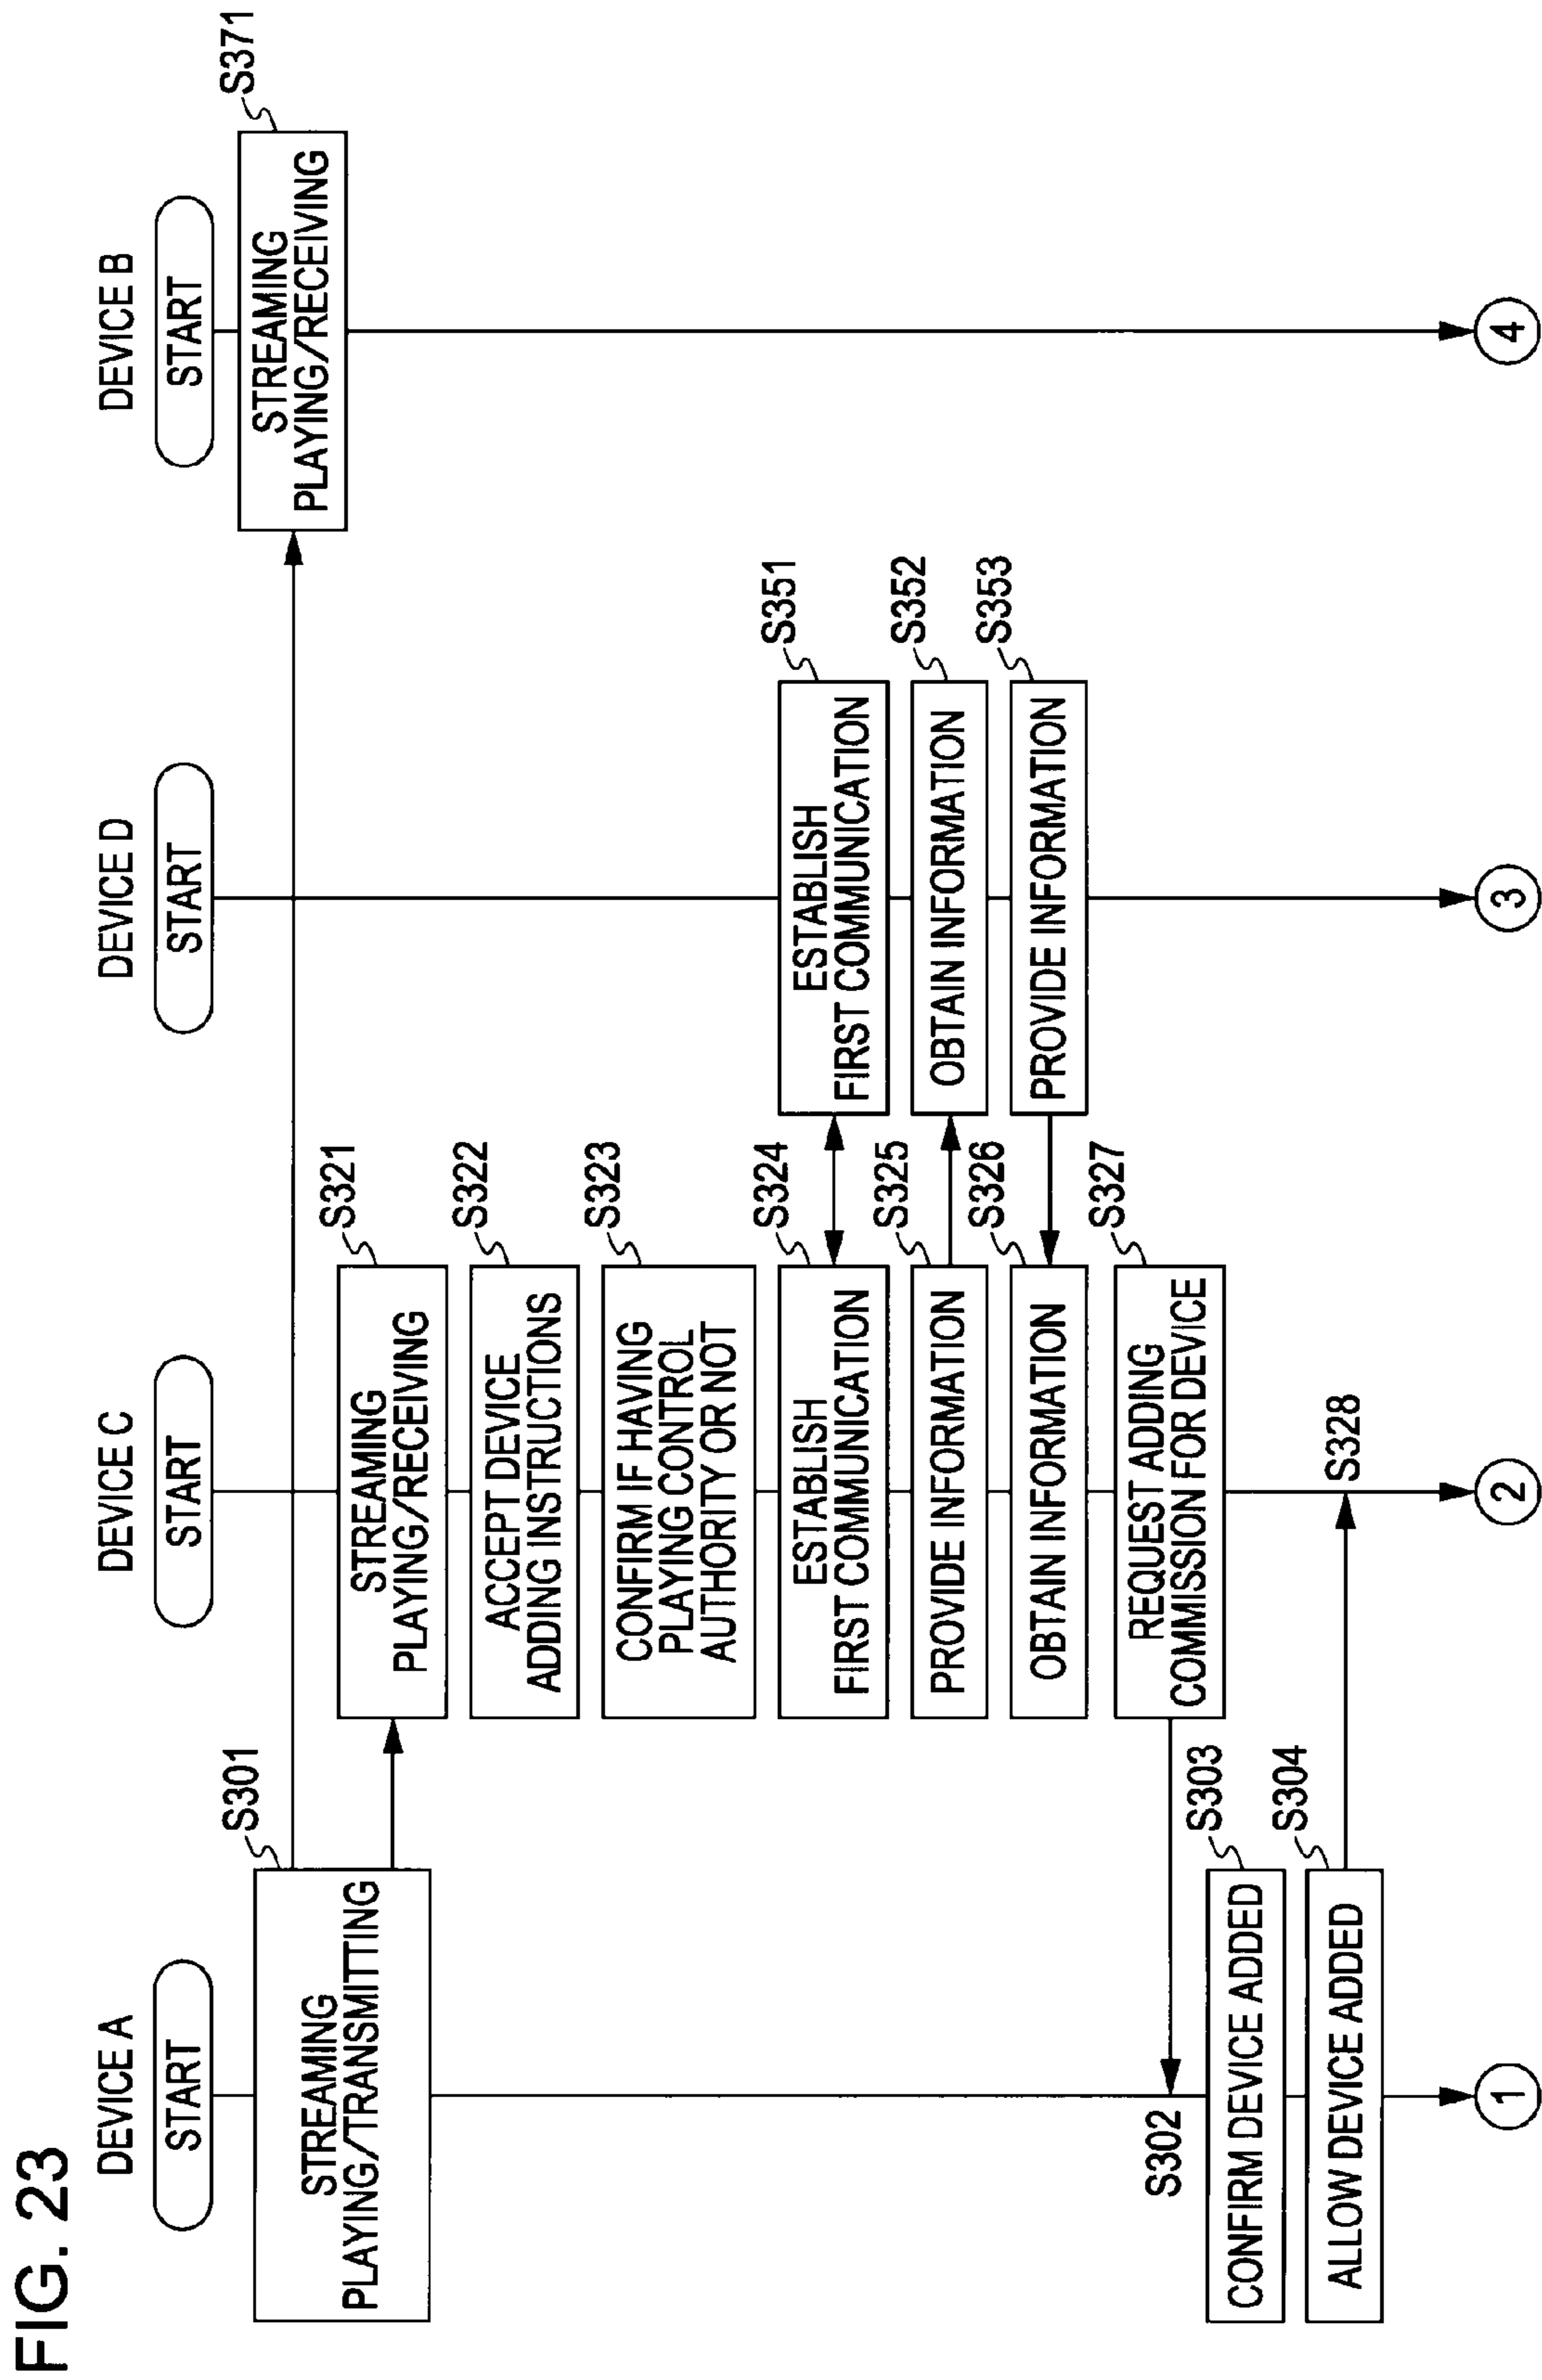 FIG. 23
DEVICE A
DEVICE C
DEVICE D
DEVICE B
START
START
START
START
S301
STREAMING
PLAYING/TRANSMITTING
S371
STREAMING
PLAYING/RECEIVING
S321
STREAMING
PLAYING/RECEIVING
S322
ACCEPT DEVICE
ADDING INSTRUCTIONS
S323
CONFIRM IF HAVING
PLAYING CONTROL
AUTHORITY OR NOT
S324
ESTABLISH
FIRST COMMUNICATION
S351
ESTABLISH
FIRST COMMUNICATION
S325
PROVIDE INFORMATION
S352
OBTAIN INFORMATION
S326
OBTAIN INFORMATION
S353
PROVIDE INFORMATION
S327
REQUEST ADDING
COMMISSION FOR DEVICE
S302
S303
CONFIRM DEVICE ADDED
S304
ALLOW DEVICE ADDED
S328
1
2
3
4